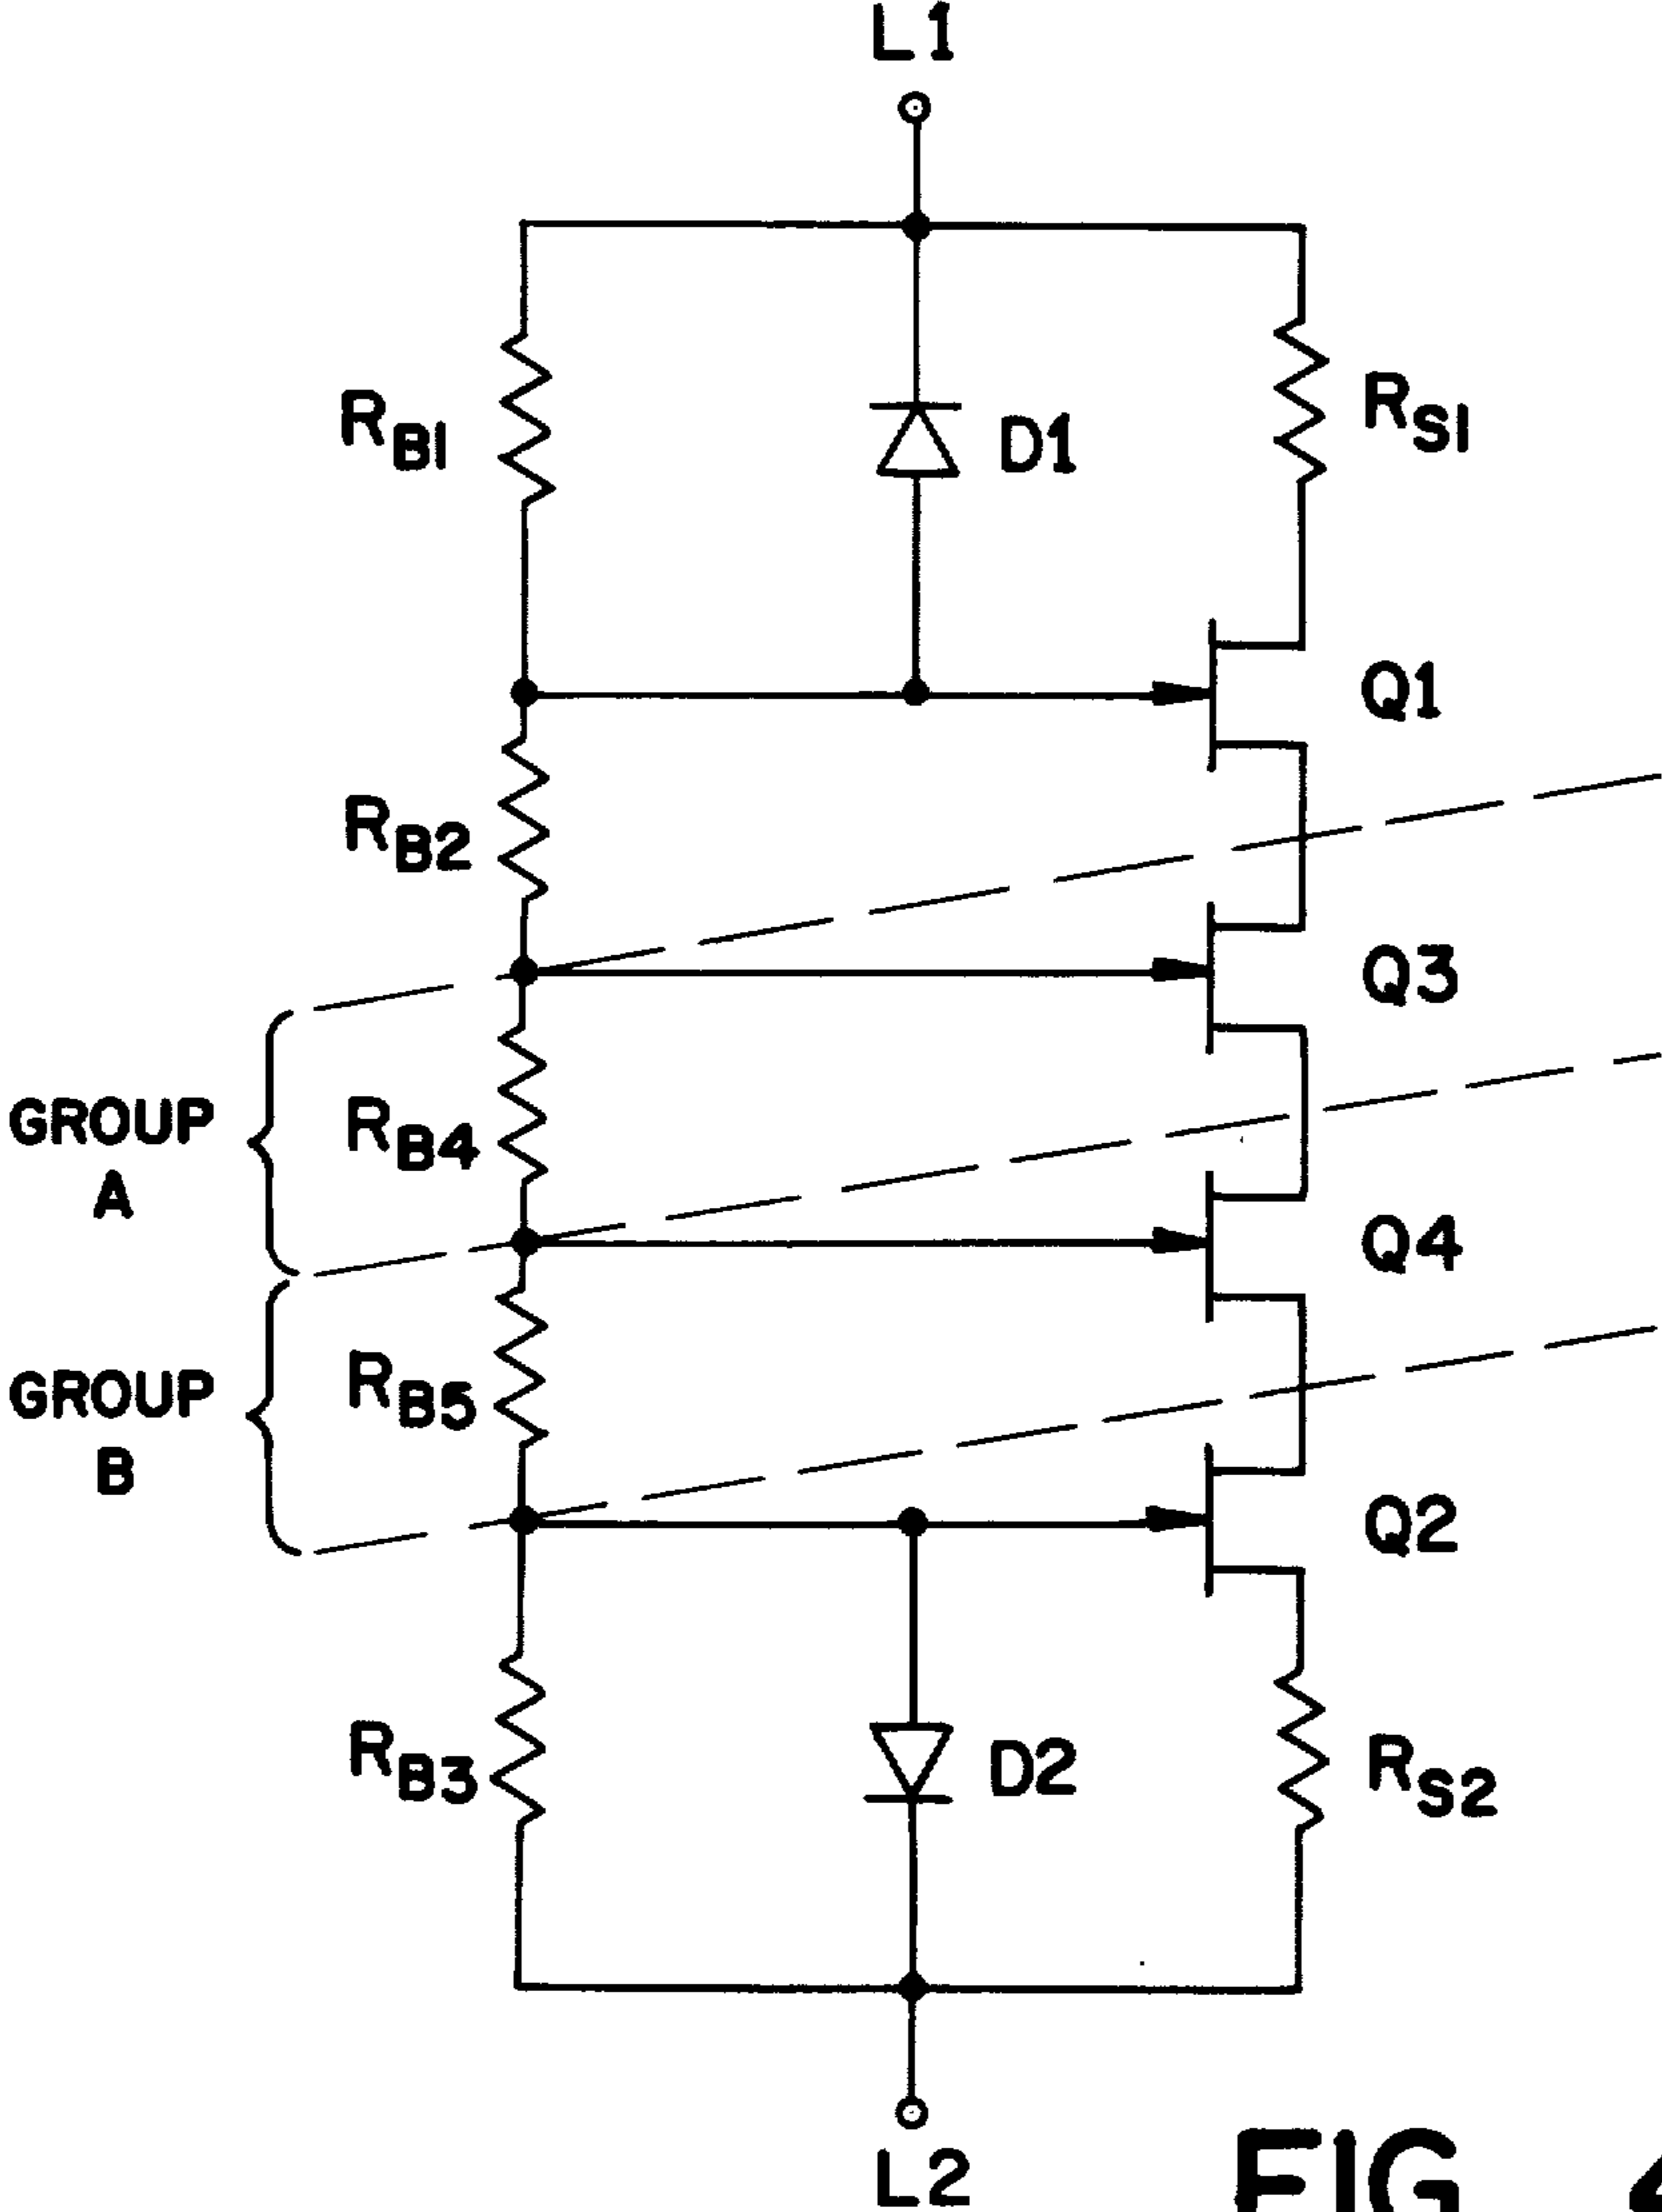 L1
RB1
D1
RS1
Q1
RB2
Q3
GROUP
A
RB4
Q4
GROUP
B
RB5
Q2
RB3
D2
RS2
L2
FIG